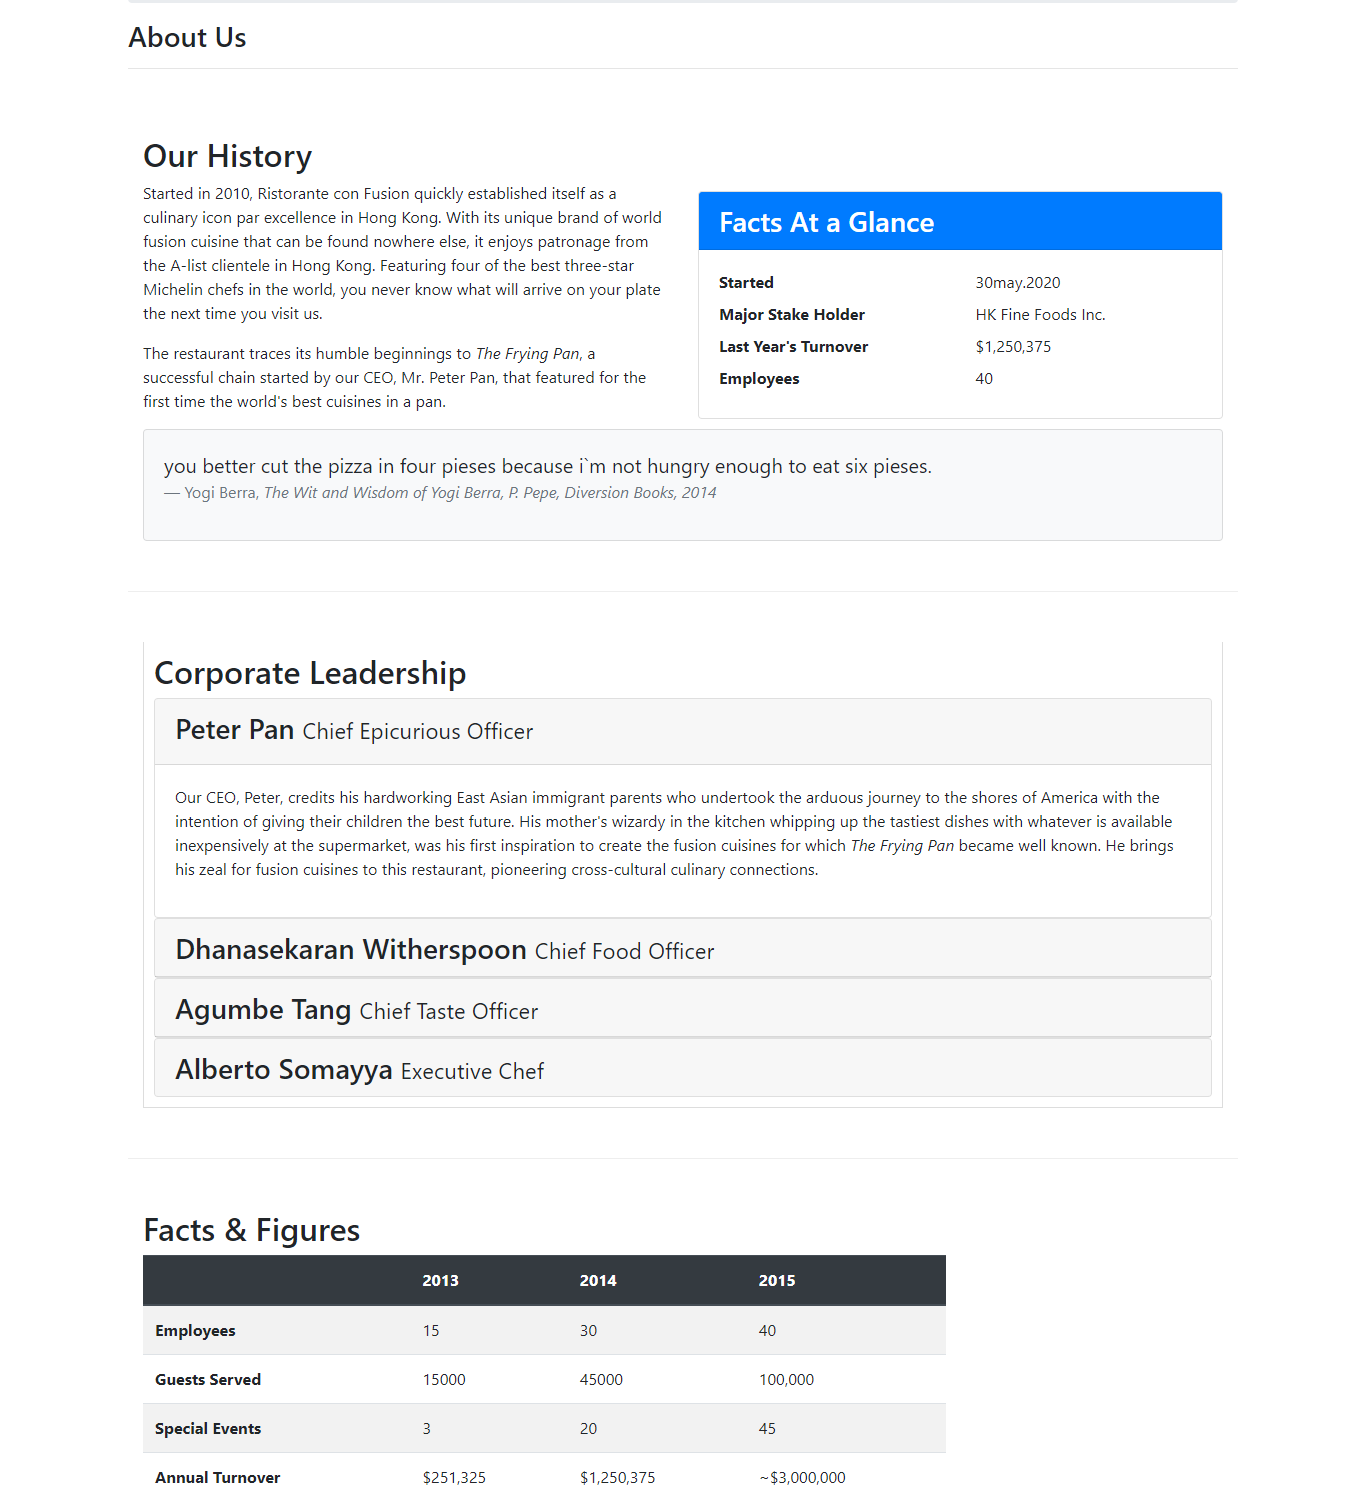 About Us
Our History
Started in 2010, Ristorante con Fusion quickly established itself as a
culinary icon par excellence in Hong Kong. With its unique brand of world
fusion cuisine that can be found nowhere else, it enjoys patronage from
the A-list clientele in Hong Kong. Featuring four of the best three-star
Michelin chefs in the world, you never know what will arrive on your plate
the next time you visit us.
The restaurant traces its humble beginnings to The Frying Pan, a
successful chain started by our CEO, Mr. Peter Pan, that featured for the
first time the world's best cuisines in a pan.
Facts At a Glance
Started 30may.2020
Major Stake Holder HK Fine Foods Inc.
Last Year's Turnover $1,250,375
Employees 40
you better cut the pizza in four pieses because i`m not hungry enough to eat six pieses.
— Yogi Berra, The Wit and Wisdom of Yogi Berra, P. Pepe, Diversion Books, 2014
Corporate Leadership
Peter Pan Chief Epicurious Officer
Our CEO, Peter, credits his hardworking East Asian immigrant parents who undertook the arduous journey to the shores of America with the
intention of giving their children the best future. His mother's wizardy in the kitchen whipping up the tastiest dishes with whatever is available
inexpensively at the supermarket, was his first inspiration to create the fusion cuisines for which The Frying Pan became well known. He brings
his zeal for fusion cuisines to this restaurant, pioneering cross-cultural culinary connections.
Dhanasekaran Witherspoon Chief Food Officer
Agumbe Tang Chief Taste Officer
Alberto Somayya Executive Chef
Facts & Figures
2013 2014 2015
Employees 15 30 40
Guests Served 15000 45000 100,000
Special Events 3 20 45
Annual Turnover $251,325 $1,250,375 ~$3,000,000